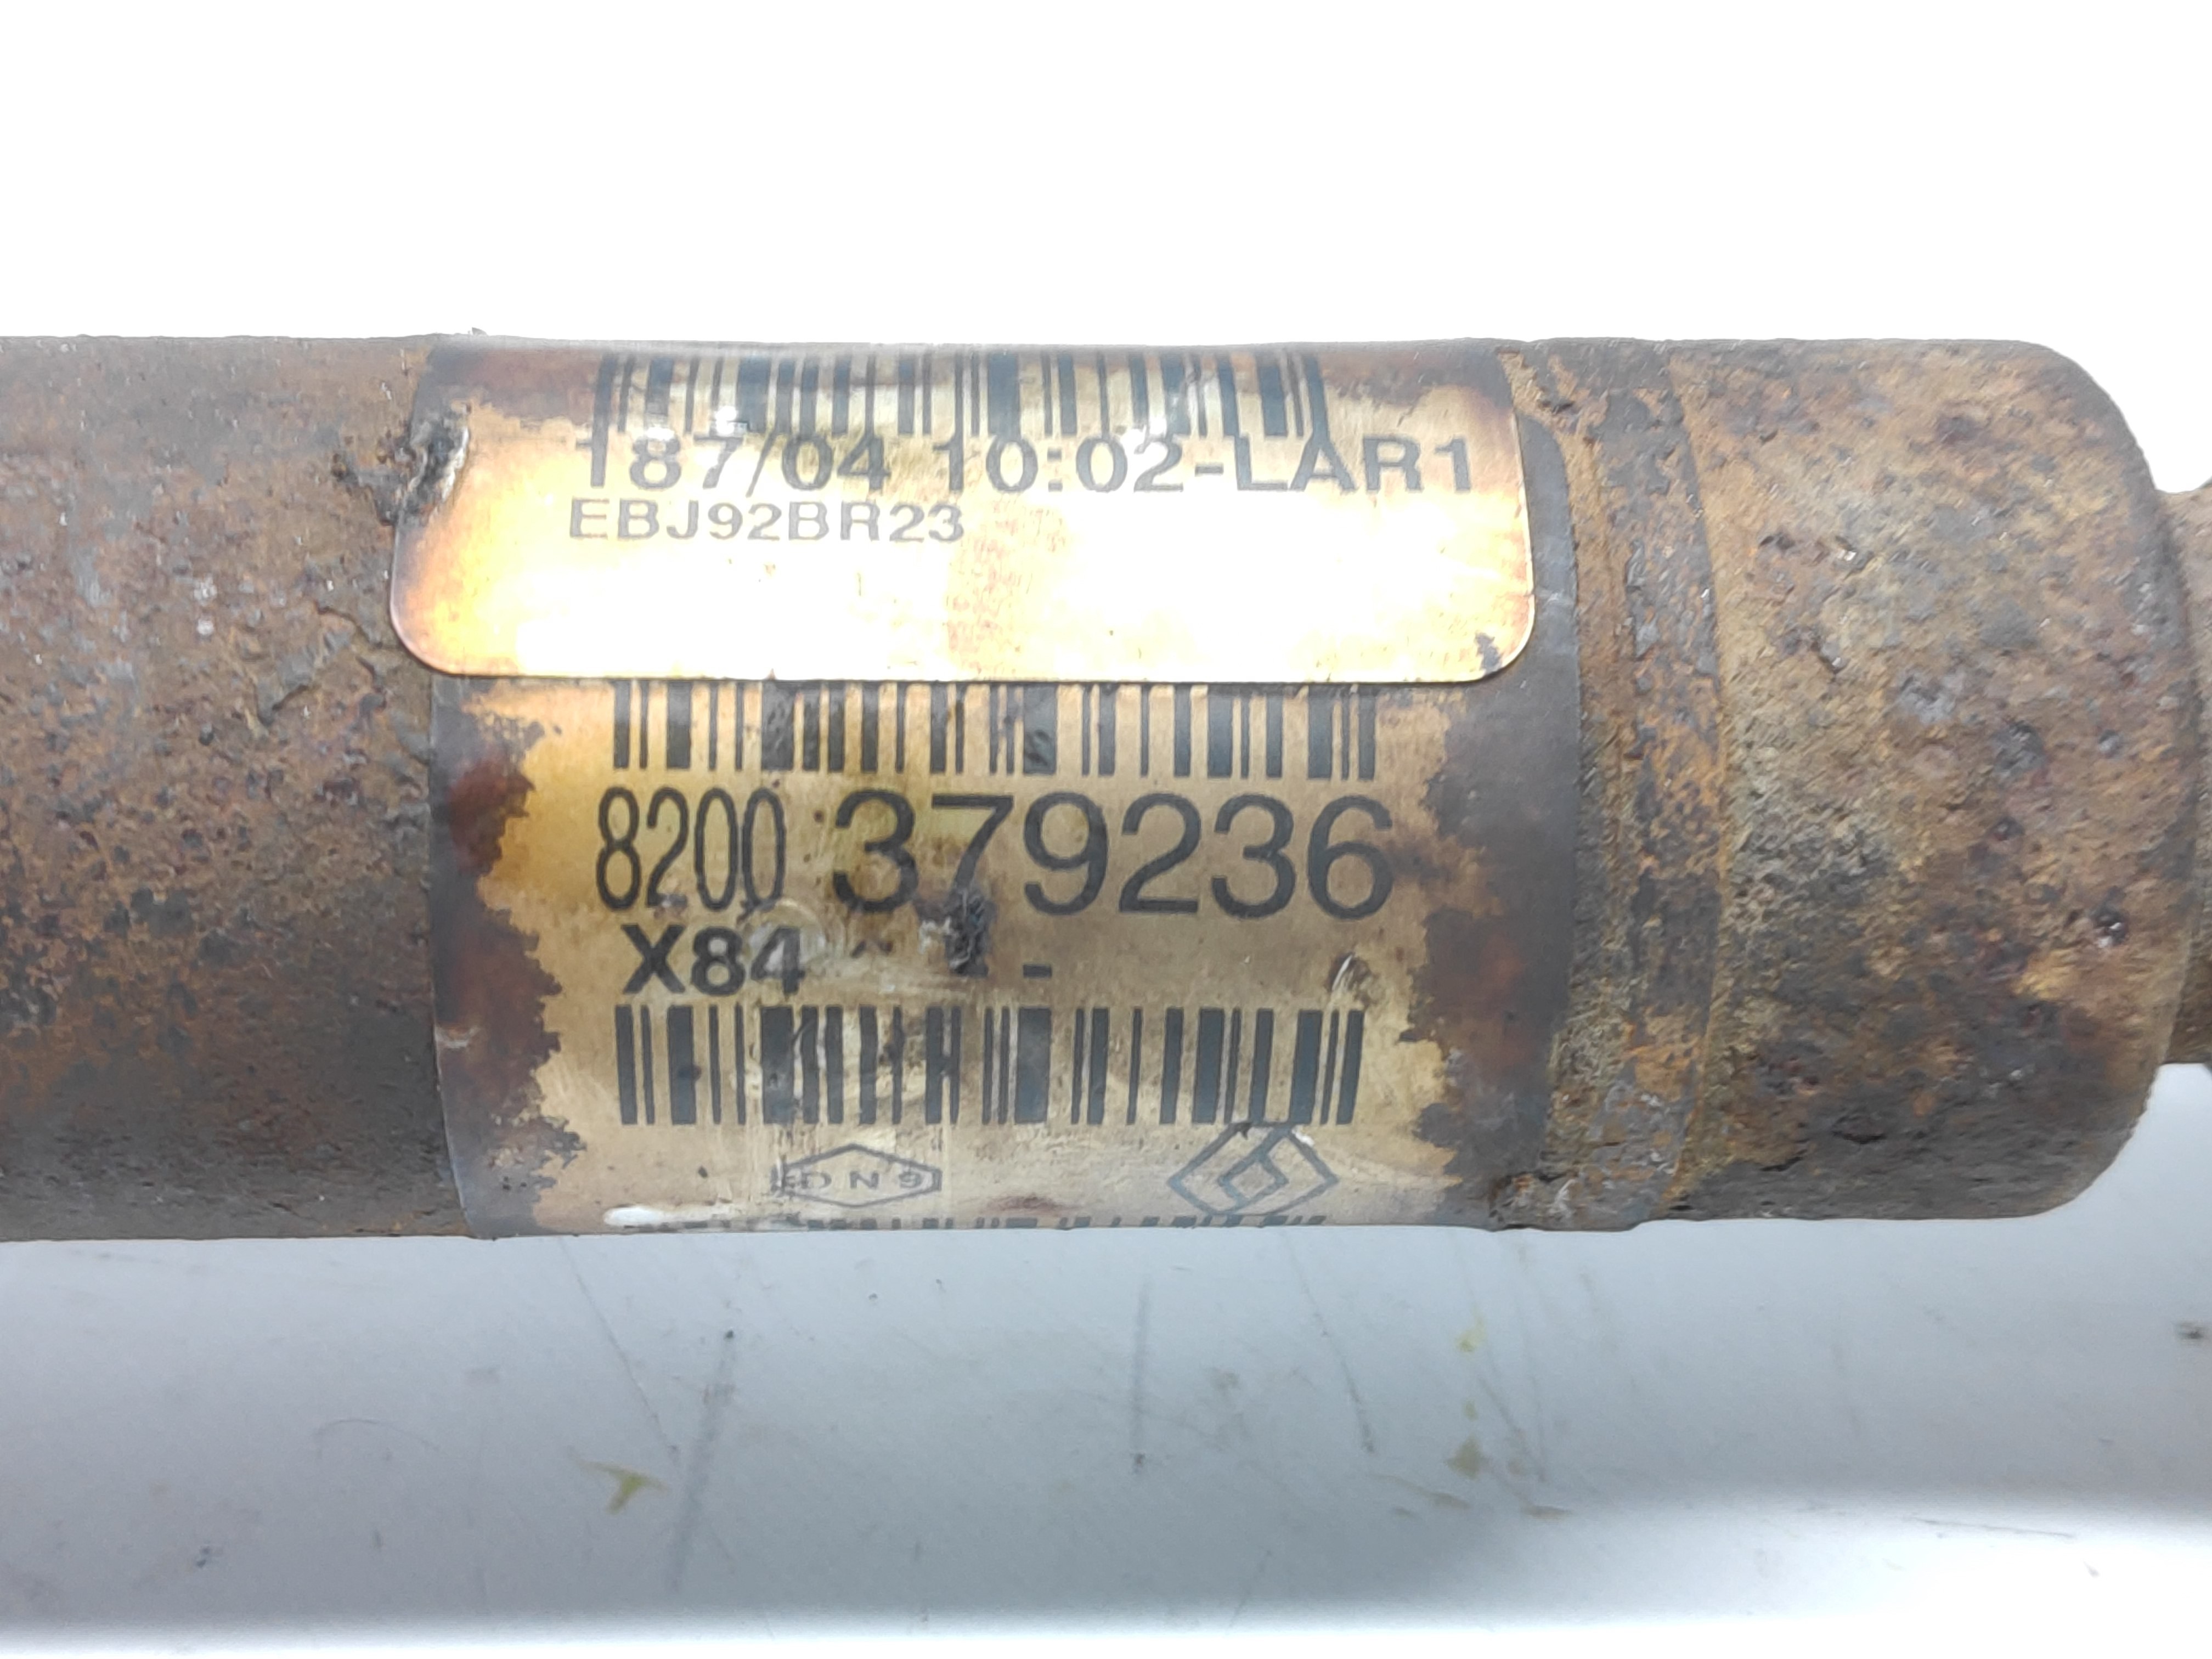 187/04 10:02-LAR1
EBJ92BR23
8200 379236
X84 - -
DN9